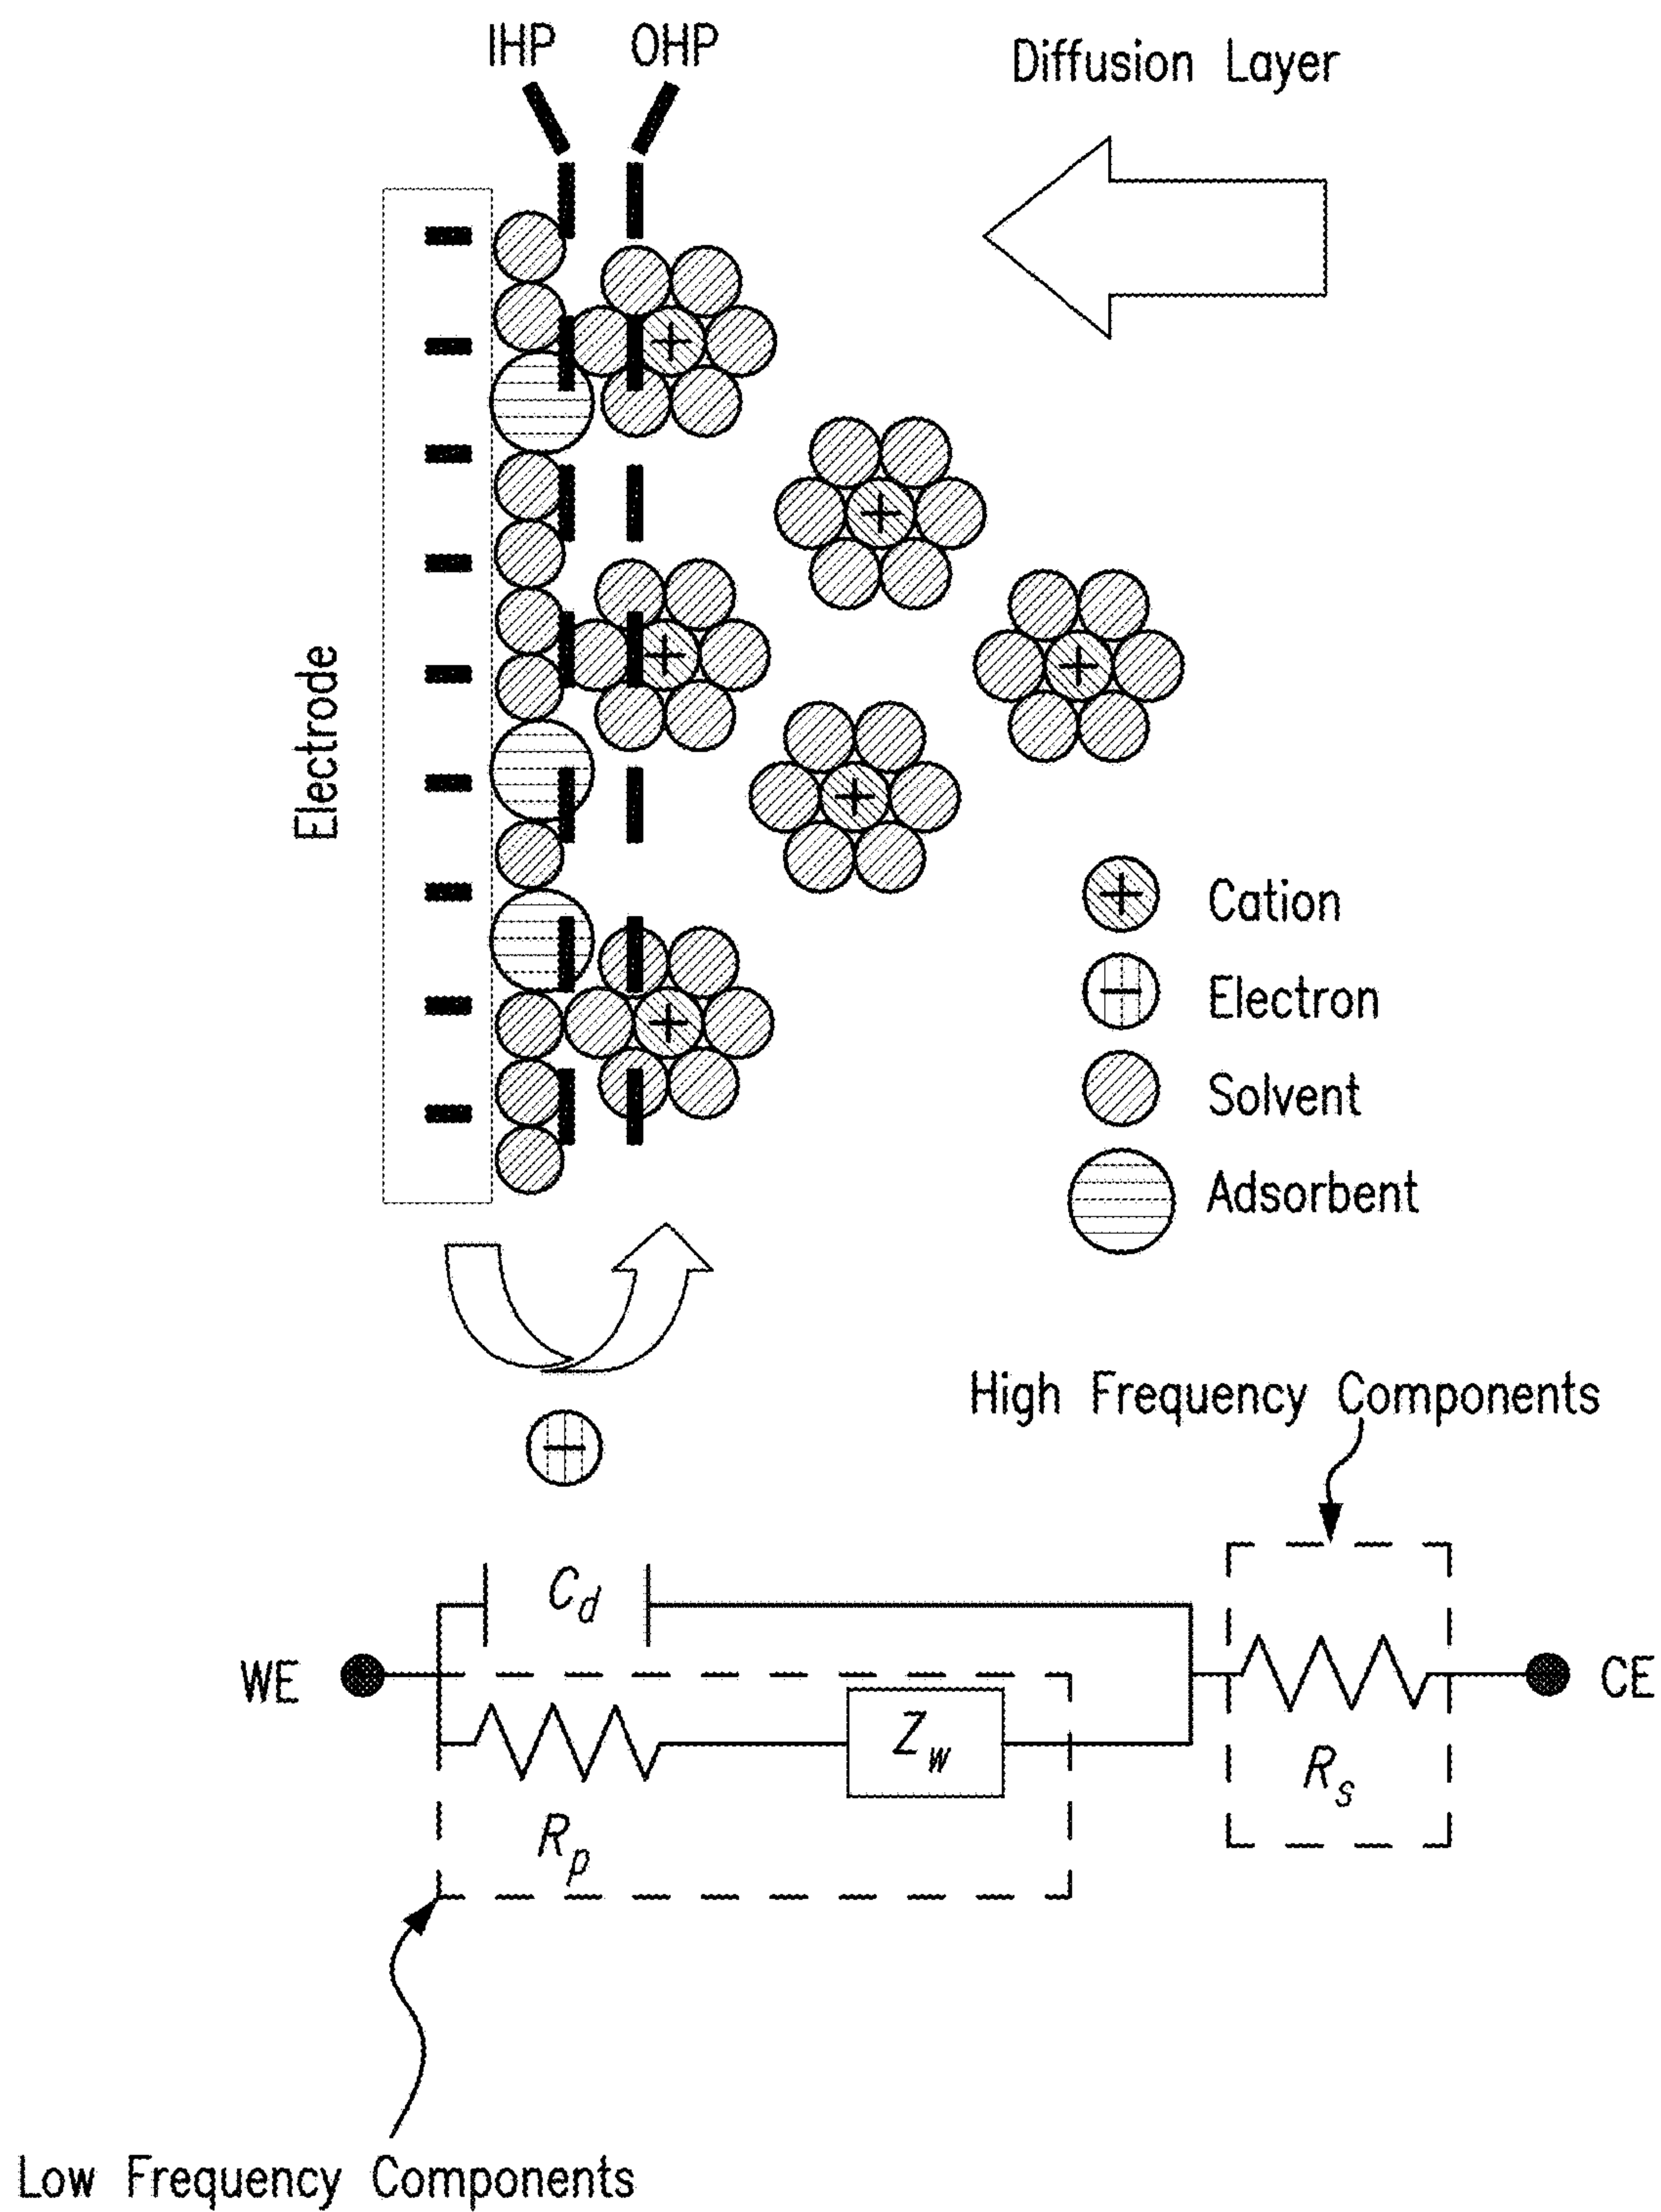 IHP OHP
Diffusion Layer
Electrode
+ Cation
− Electron
Solvent
Adsorbent
High Frequency Components
C_d
WE
CE
Z_w
R_s
R_p
Low Frequency Components